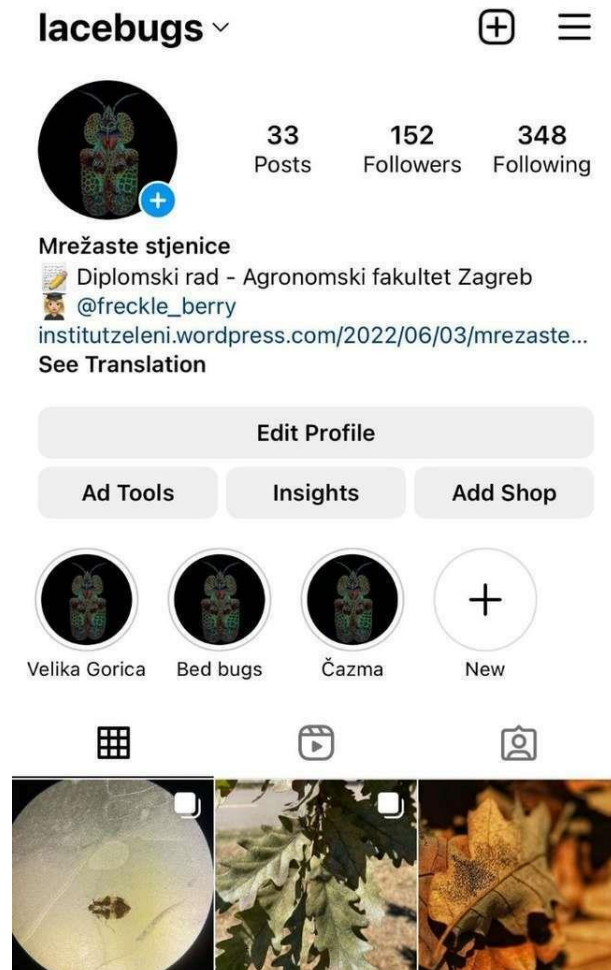 lacebugs
33 152 348
Posts Followers Following
Mrežaste stjenice
Diplomski rad - Agronomski fakultet Zagreb
@freckle_berry
institutzeleni.wordpress.com/2022/06/03/mrezaste...
See Translation
Edit Profile
Ad Tools Insights Add Shop
Velika Gorica Bed bugs Čazma New